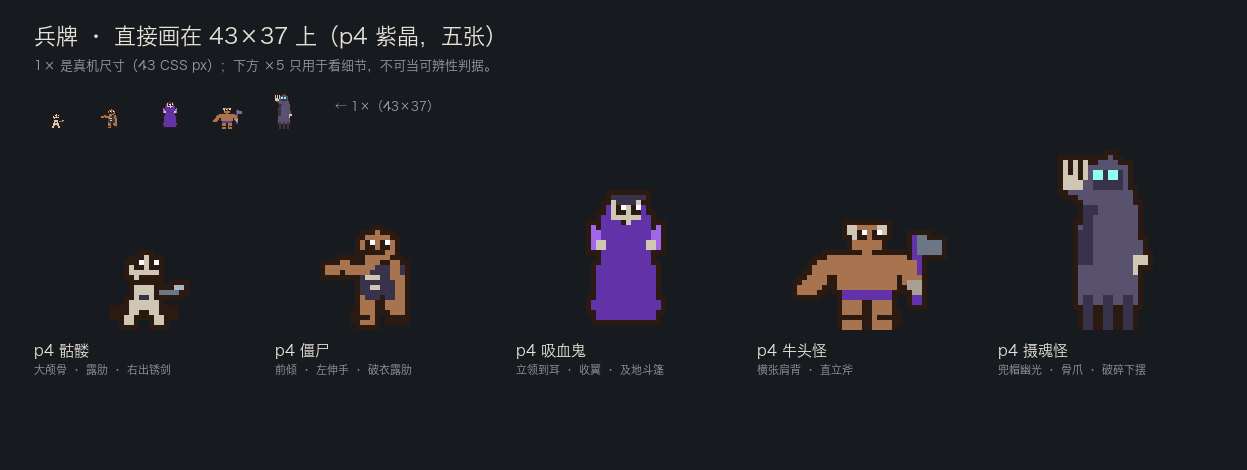 兵牌 · 直接画在 43×37 上（p4 紫晶，五张）
1× 是真机尺寸（43 CSS px）；下方 ×5 只用于看细节，不可当可辨性判据。
← 1×（43×37）
p4 骷髅
大颅骨 · 露肋 · 右出锈剑
p4 僵尸
前倾 · 左伸手 · 破衣露肋
p4 吸血鬼
立领到耳 · 收翼 · 及地斗篷
p4 牛头怪
横张肩背 · 直立斧
p4 摄魂怪
兜帽幽光 · 骨爪 · 破碎下摆